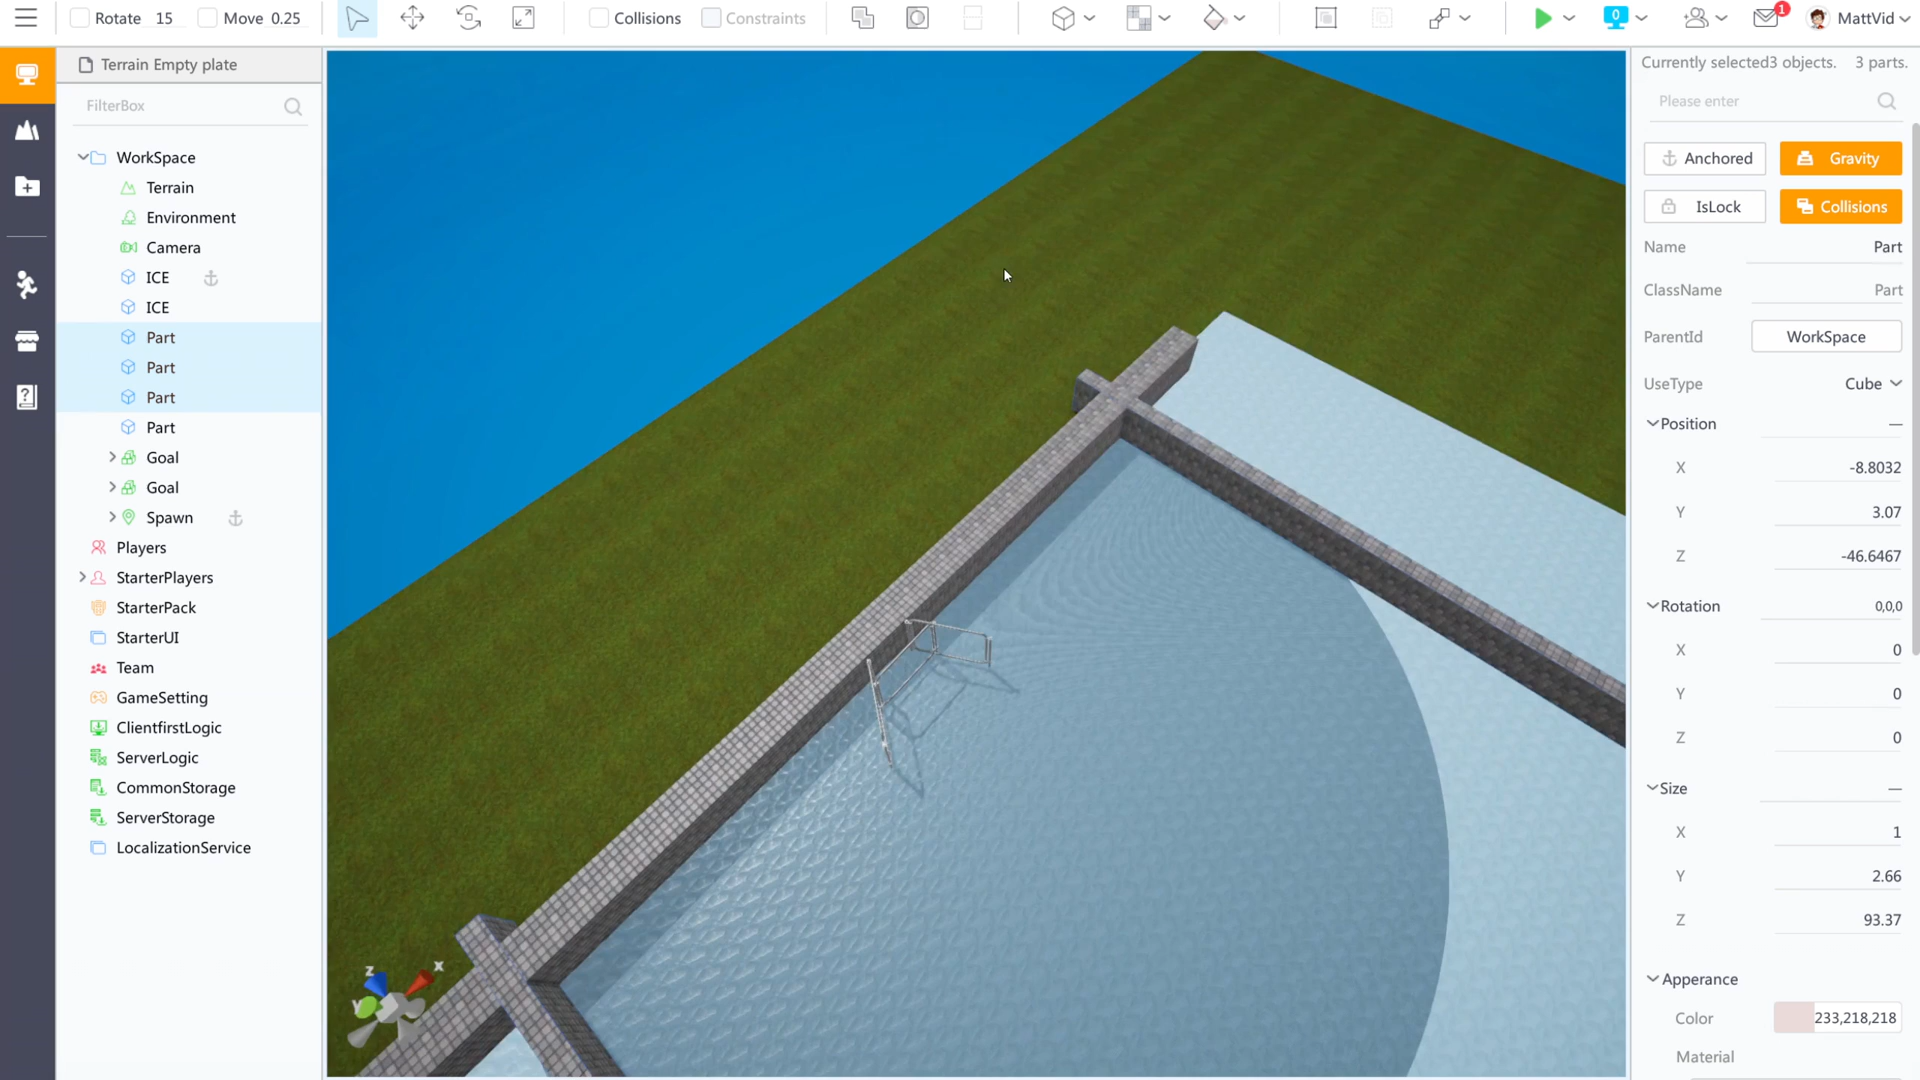 Rotate 15 Move 0.25 Collisions Constraints 0 1 MattVid
Terrain Empty plate
FilterBox
WorkSpace
Terrain
Environment
Camera
ICE
ICE
Part
Part
Part
Part
Goal
Goal
Spawn
Players
StarterPlayers
StarterPack
StarterUI
Team
GameSetting
ClientfirstLogic
ServerLogic
CommonStorage
ServerStorage
LocalizationService
Z X
Y
Currently selected3 objects. 3 parts.
Please enter
Anchored Gravity
IsLock Collisions
Name Part
ClassName Part
ParentId WorkSpace
UseType Cube
Position —
X -8.8032
Y 3.07
Z -46.6467
Rotation 0,0,0
X 0
Y 0
Z 0
Size —
X 1
Y 2.66
Z 93.37
Apperance
Color 233,218,218
Material